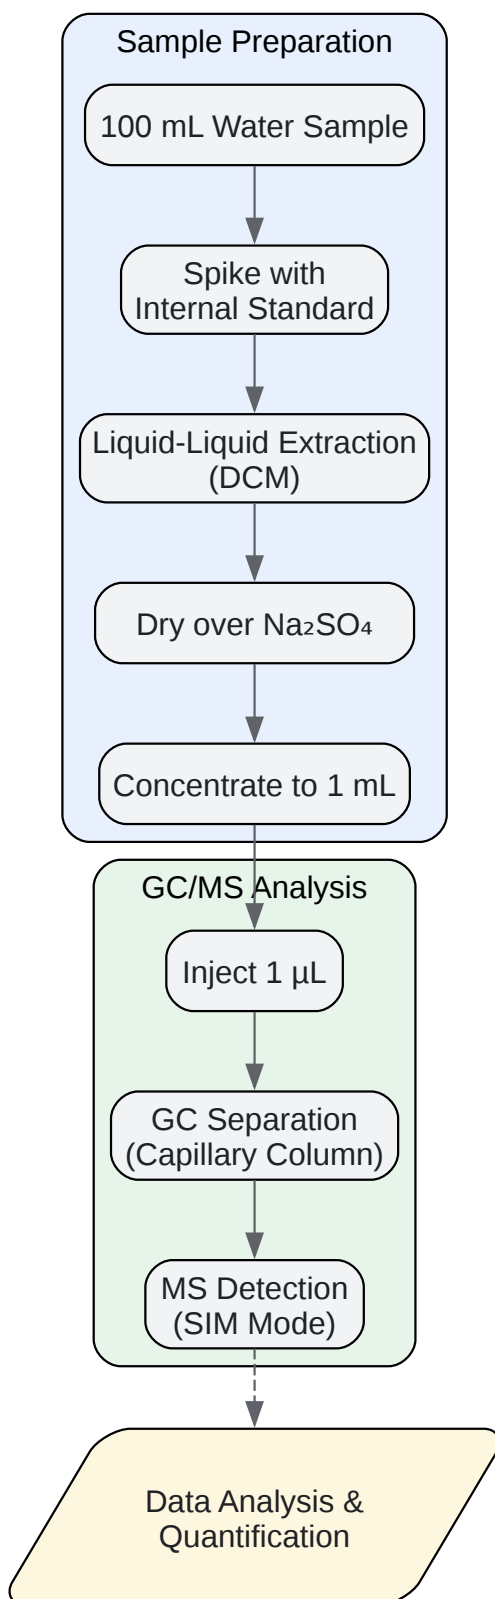 Sample Preparation
100 mL Water Sample
Spike with
Internal Standard
Liquid-Liquid Extraction
(DCM)
Dry over Na₂SO₄
Concentrate to 1 mL
GC/MS Analysis
Inject 1 µL
GC Separation
(Capillary Column)
MS Detection
(SIM Mode)
Data Analysis &
Quantification